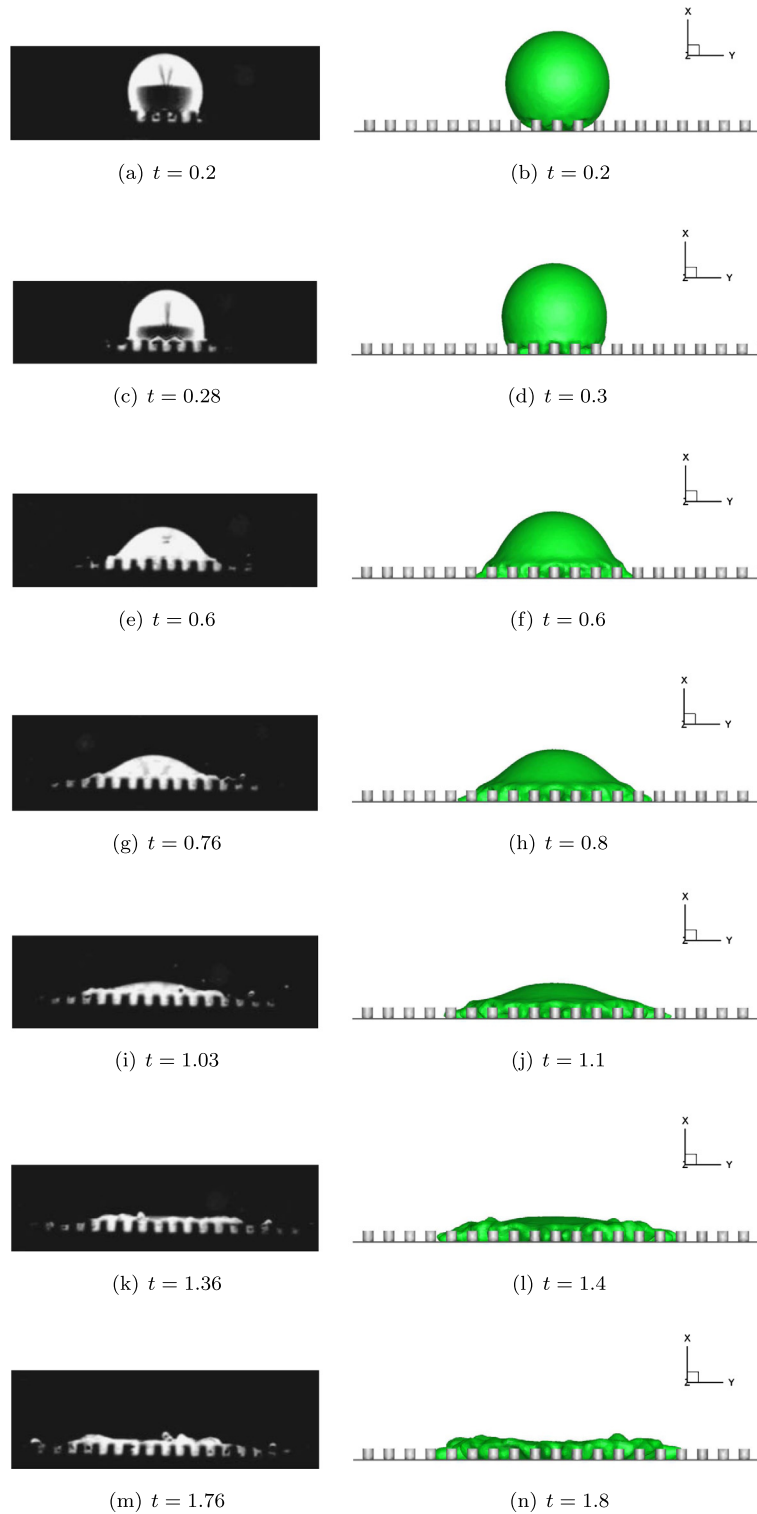 X
Z Y
(a) t = 0.2
(b) t = 0.2
X
Z Y
(c) t = 0.28
(d) t = 0.3
X
Z Y
(e) t = 0.6
(f) t = 0.6
X
Z Y
(g) t = 0.76
(h) t = 0.8
X
Z Y
(i) t = 1.03
(j) t = 1.1
X
Z Y
(k) t = 1.36
(l) t = 1.4
X
Z Y
(m) t = 1.76
(n) t = 1.8